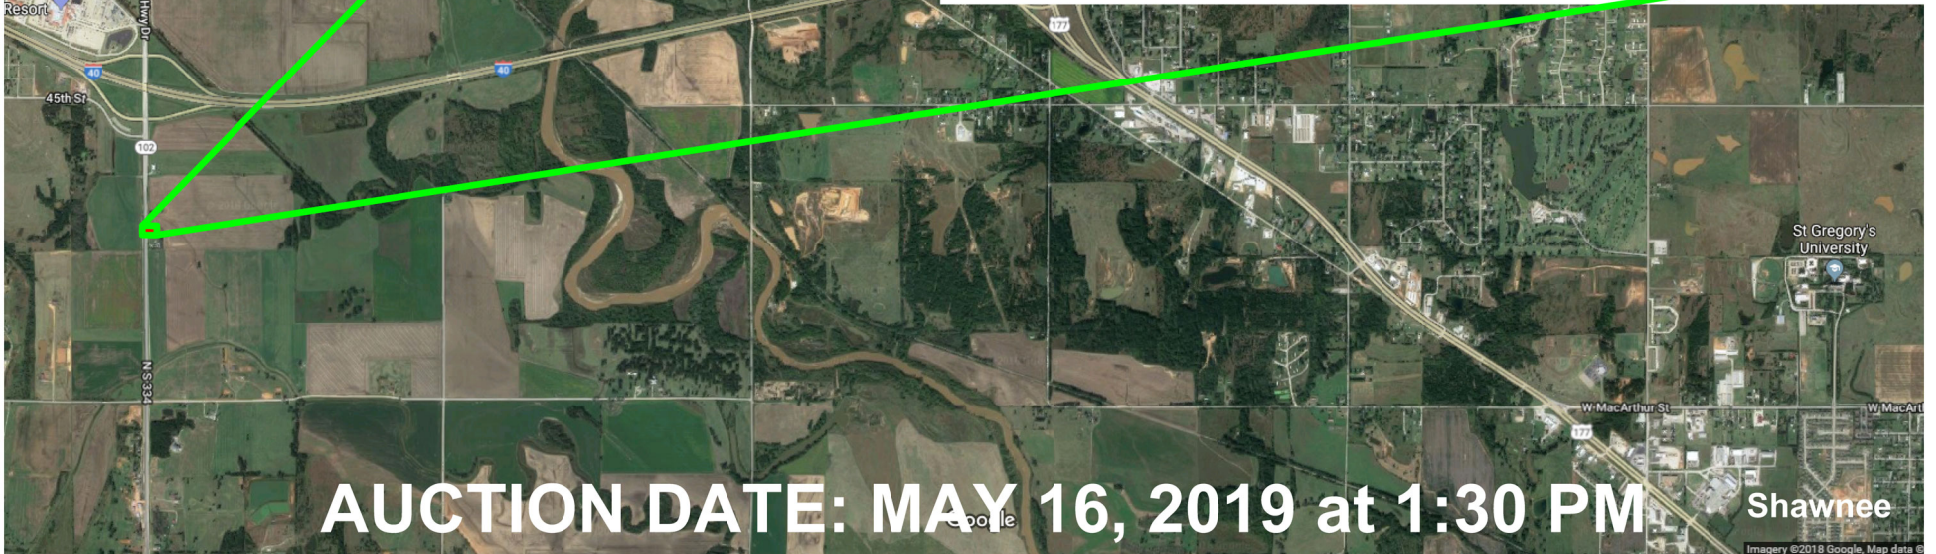 Resort
Hwy Dr
177
40
40
45th St
102
St Gregory's
University
N S 334
W MacArthur St
W MacArt
177
AUCTION DATE: MAY 16, 2019 at 1:30 PM
Google
Shawnee
Imagery ©2018 Google, Map data ©